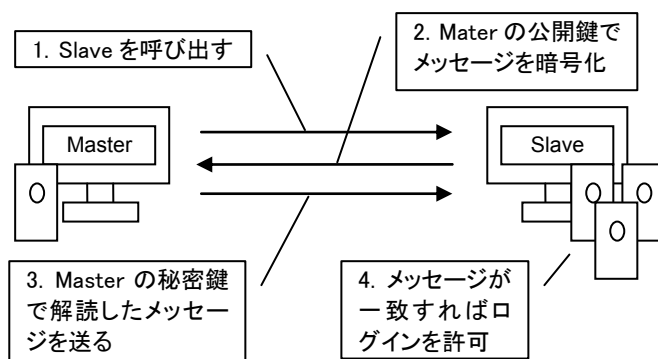 1. Slave を呼び出す
2. Mater の公開鍵で
メッセージを暗号化
Master
Slave
3. Master の秘密鍵
で解読したメッセー
ジを送る
4. メッセージが
一致すればロ
グインを許可